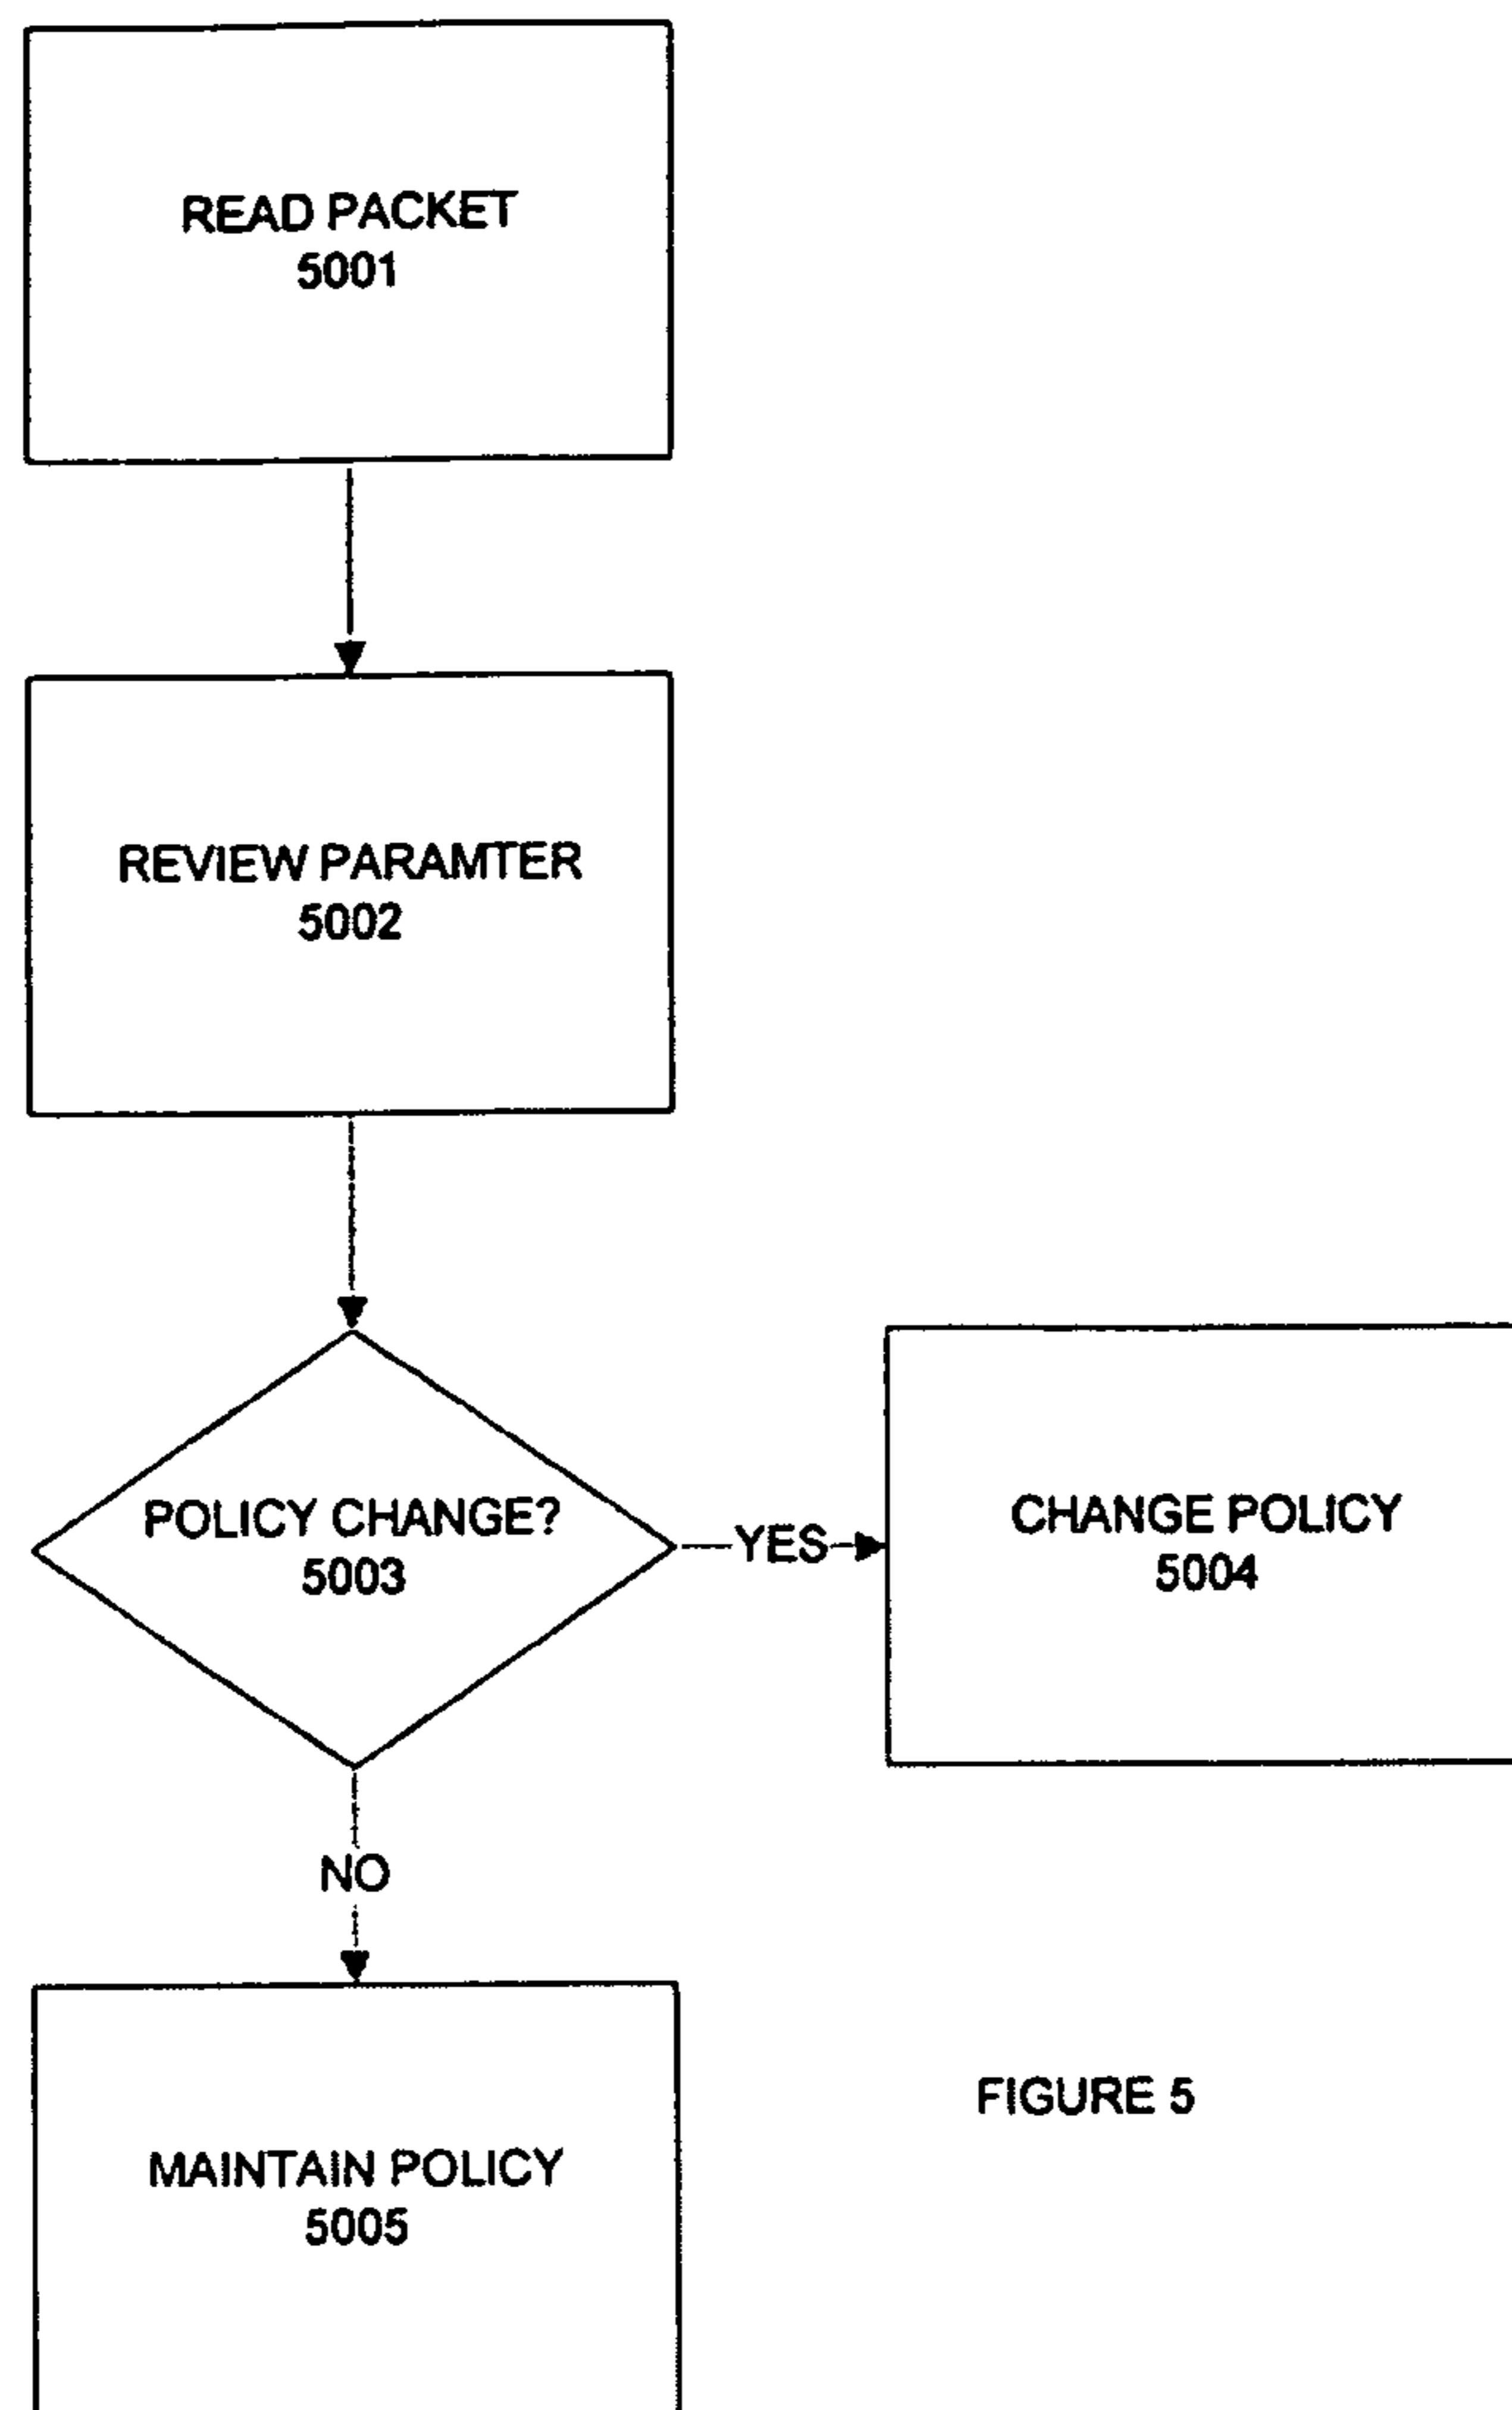 READ PACKET
5001
REVIEW PARAMTER
5002
POLICY CHANGE?
5003
YES
CHANGE POLICY
5004
NO
MAINTAIN POLICY
5005
FIGURE 5